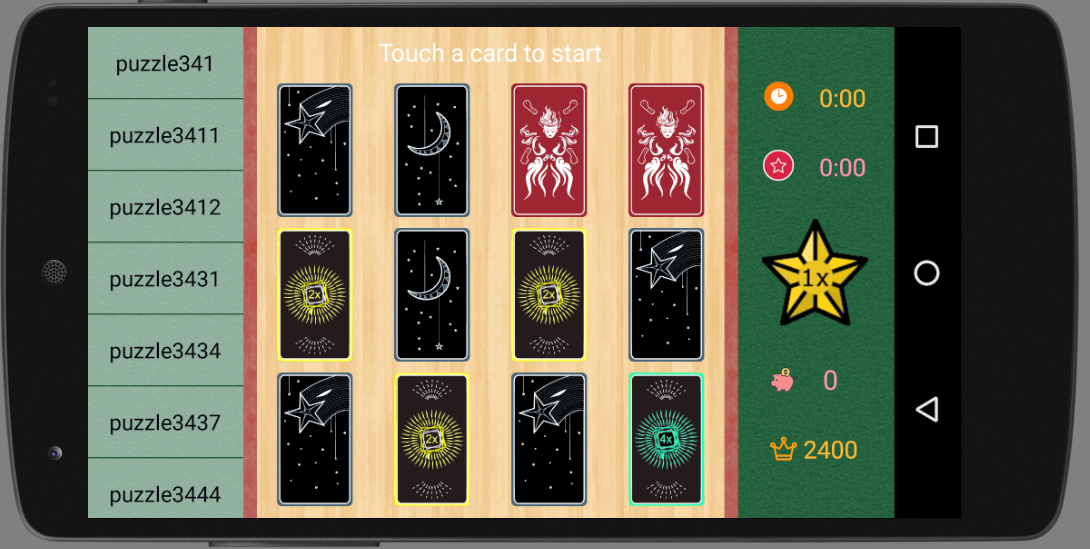 puzzle341
puzzle3411
puzzle3412
puzzle3431
puzzle3434
puzzle3437
puzzle3444
Touch a card to start
2x
2x
2x
4x
0:00
0:00
1x
0
2400